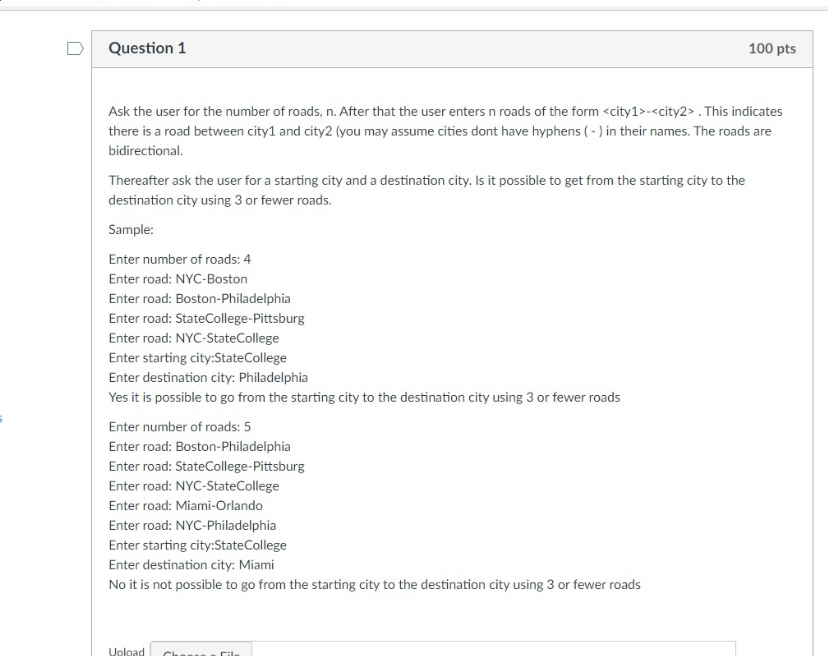 Question 1
100 pts
Ask the user for the number of roads, n. After that the user enters n roads of the form <city1>-<city2> . This indicates
there is a road between city1 and city2 (you may assume cities dont have hyphens ( - ) in their names. The roads are
bidirectional.
Thereafter ask the user for a starting city and a destination city. Is it possible to get from the starting city to the
destination city using 3 or fewer roads.
Sample:
Enter number of roads: 4
Enter road: NYC-Boston
Enter road: Boston-Philadelphia
Enter road: StateCollege-Pittsburg
Enter road: NYC-StateCollege
Enter starting city:StateCollege
Enter destination city: Philadelphia
Yes it is possible to go from the starting city to the destination city using 3 or fewer roads
Enter number of roads: 5
Enter road: Boston-Philadelphia
Enter road: StateCollege-Pittsburg
Enter road: NYC-StateCollege
Enter road: Miami-Orlando
Enter road: NYC-Philadelphia
Enter starting city:StateCollege
Enter destination city: Miami
No it is not possible to go from the starting city to the destination city using 3 or fewer roads
Upload Choose a File